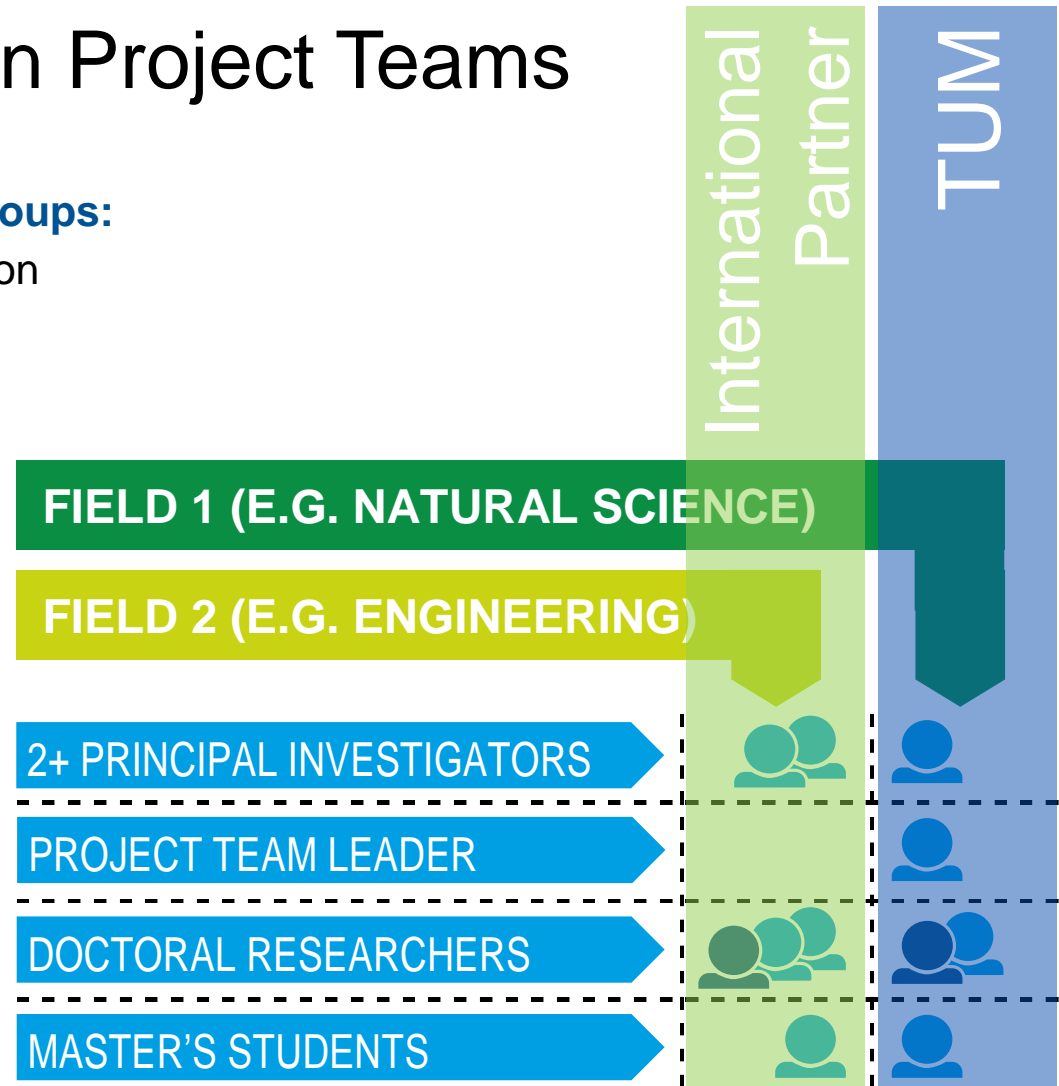 n Project Teams
oups:
on
International
Partner
TUM
FIELD 1 (E.G. NATURAL SCIENCE)
FIELD 2 (E.G. ENGINEERING)
2+ PRINCIPAL INVESTIGATORS
PROJECT TEAM LEADER
DOCTORAL RESEARCHERS
MASTER'S STUDENTS